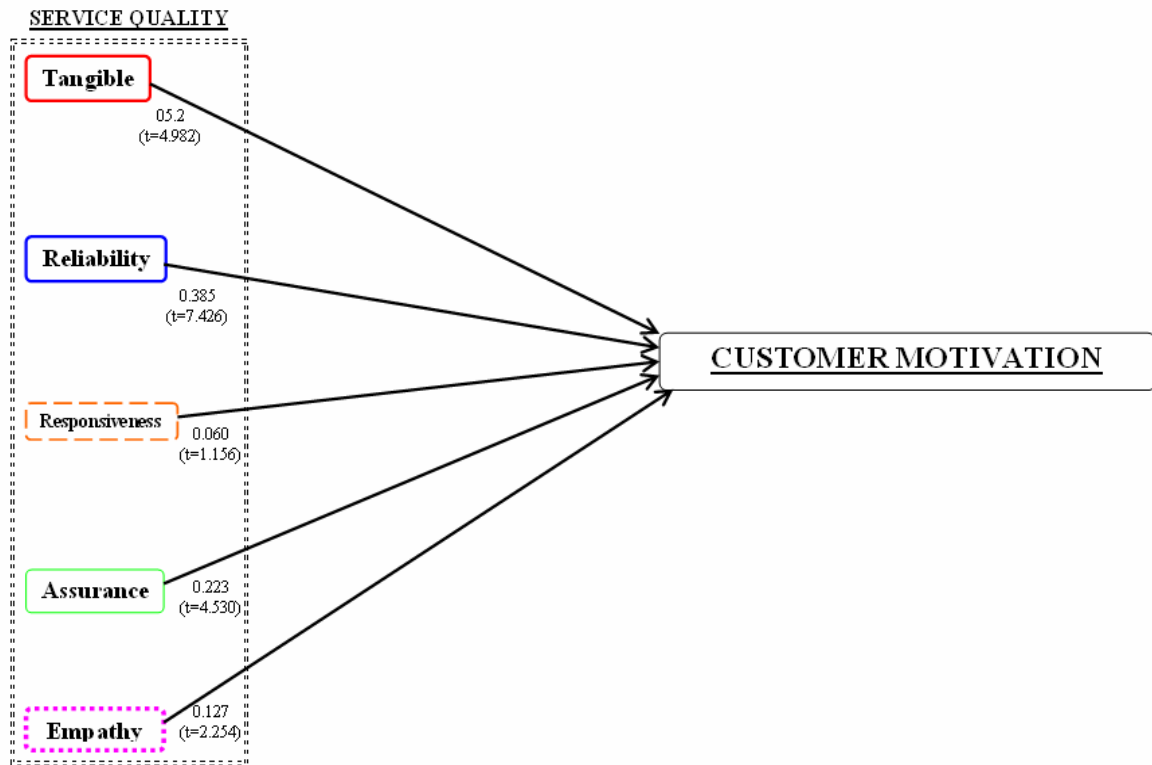 SERVICE QUALITY
Tangible
05.2
(t=4.982)
Reliability
0.385
(t=7.426)
CUSTOMER MOTIVATION
Responsiveness
0.060
(t=1.156)
Assurance
0.223
(t=4.530)
Empathy
0.127
(t=2.254)